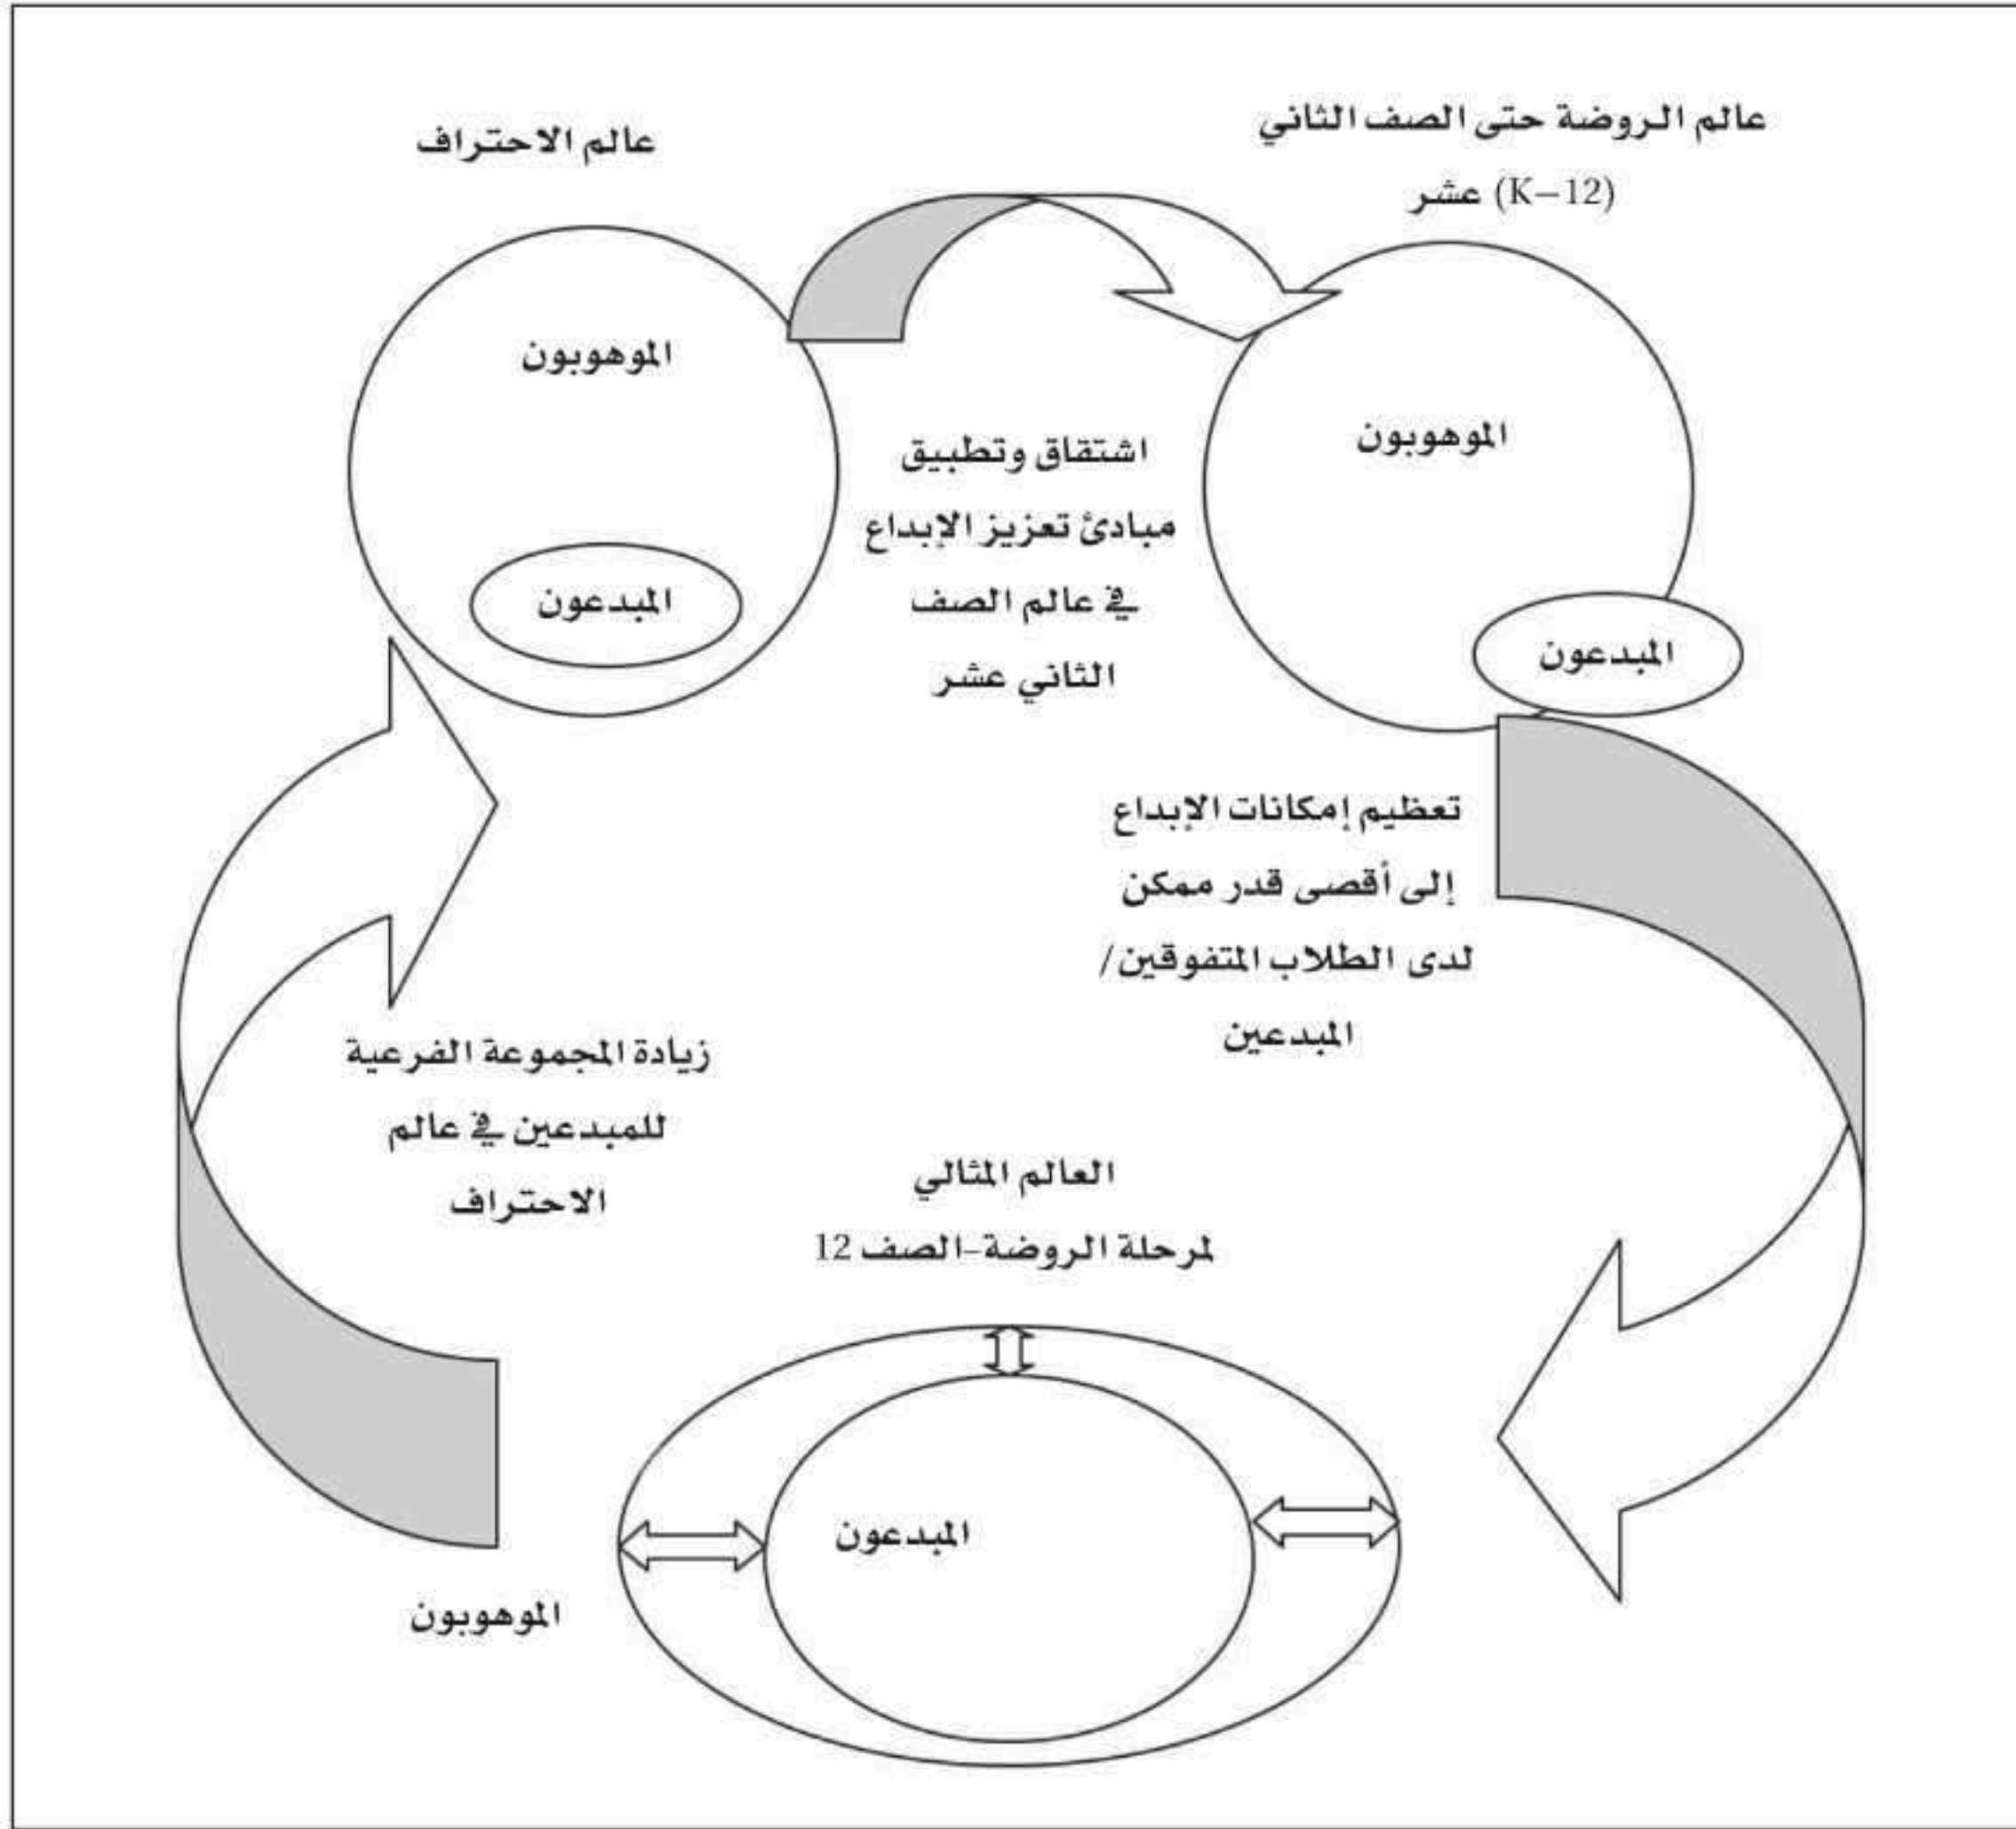 عالم الروضة حتى الصف الثاني
عشر (K–12)
عالم الاحتراف
الموهوبون
الموهوبون
المبدعون
المبدعون
اشتقاق وتطبيق
مبادئ تعزيز الإبداع
في عالم الصف
الثاني عشر
تعظيم إمكانات الإبداع
إلى أقصى قدر ممكن
لدى الطلاب المتفوقين/
المبدعين
زيادة المجموعة الفرعية
للمبدعين في عالم
الاحتراف
العالم المثالي
لمرحلة الروضة-الصف 12
المبدعون
الموهوبون